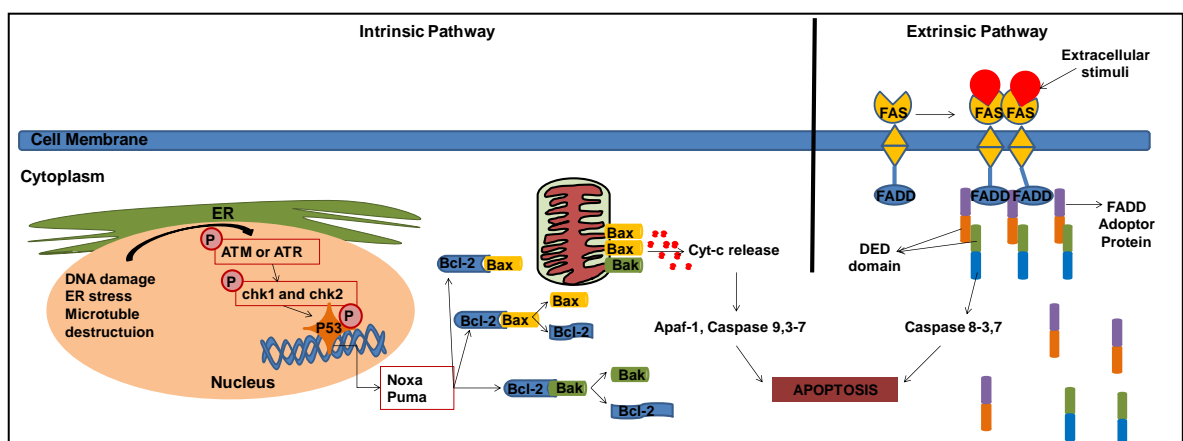 Intrinsic Pathway
Extrinsic Pathway
Extracellular
stimuli
FAS
FAS
FAS
Cell Membrane
Cytoplasm
FADD
FADD
FADD
FADD
Adoptor
Protein
DED
domain
ER
P
ATM or ATR
DNA damage
ER stress
Microtuble
destructuion
P
chk1 and chk2
P
P53
Nucleus
Noxa
Puma
Bcl-2
Bax
Bax
Bax
Bak
Cyt-c release
Bcl-2
Bax
Bax
Bcl-2
Bcl-2
Bak
Bak
Bcl-2
Apaf-1, Caspase 9,3-7
Caspase 8-3,7
APOPTOSIS